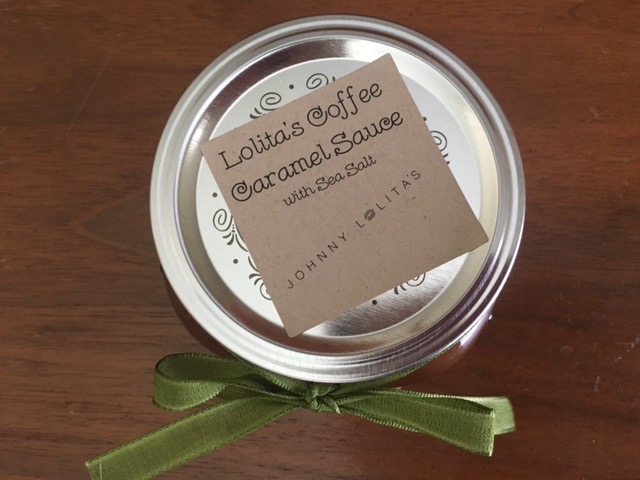 Lolita's Coffee
Caramel Sauce
with Sea Salt
JOHNNY LOLITA'S